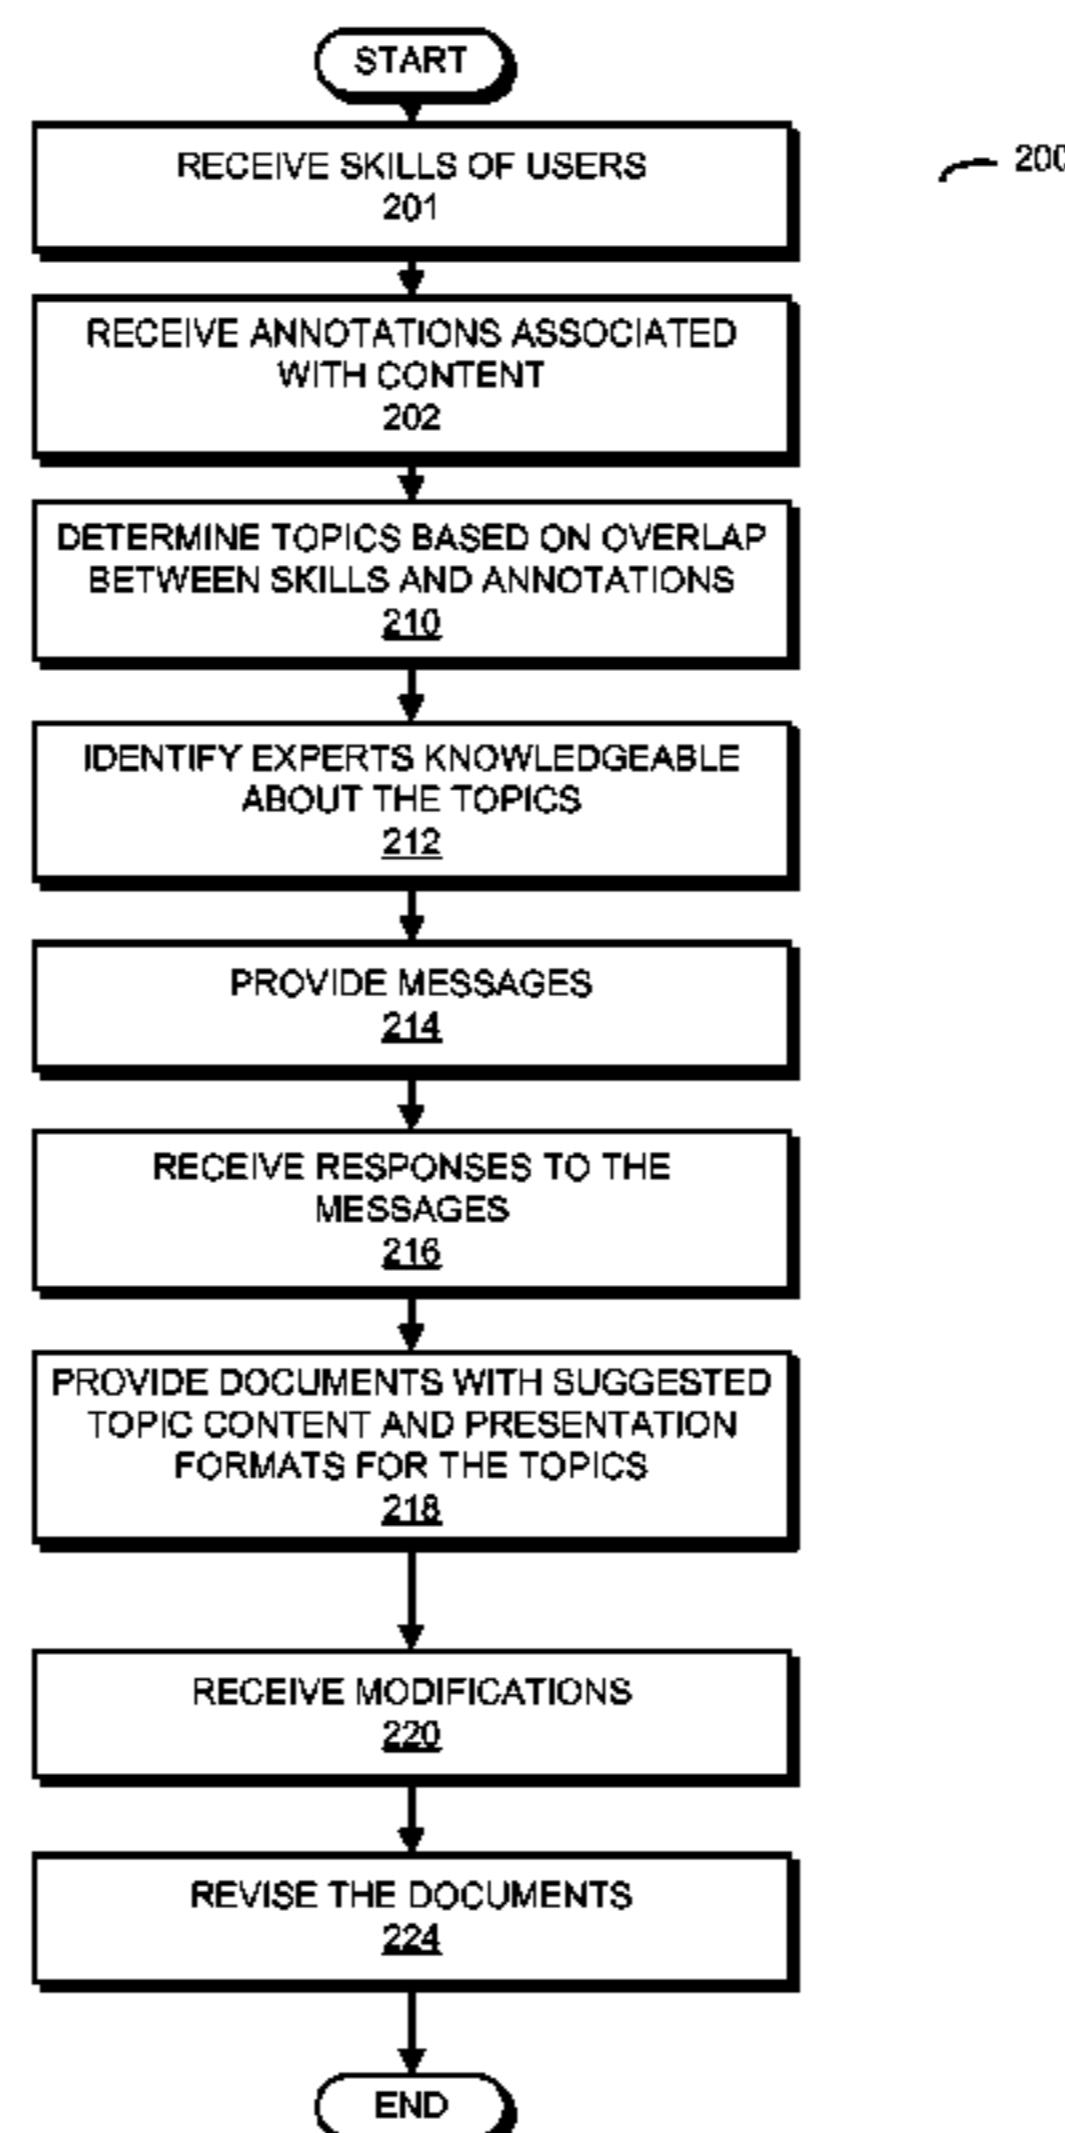 START
RECEIVE SKILLS OF USERS
201
200
RECEIVE ANNOTATIONS ASSOCIATED
WITH CONTENT
202
DETERMINE TOPICS BASED ON OVERLAP
BETWEEN SKILLS AND ANNOTATIONS
210
IDENTIFY EXPERTS KNOWLEDGEABLE
ABOUT THE TOPICS
212
PROVIDE MESSAGES
214
RECEIVE RESPONSES TO THE
MESSAGES
216
PROVIDE DOCUMENTS WITH SUGGESTED
TOPIC CONTENT AND PRESENTATION
FORMATS FOR THE TOPICS
218
RECEIVE MODIFICATIONS
220
REVISE THE DOCUMENTS
224
END